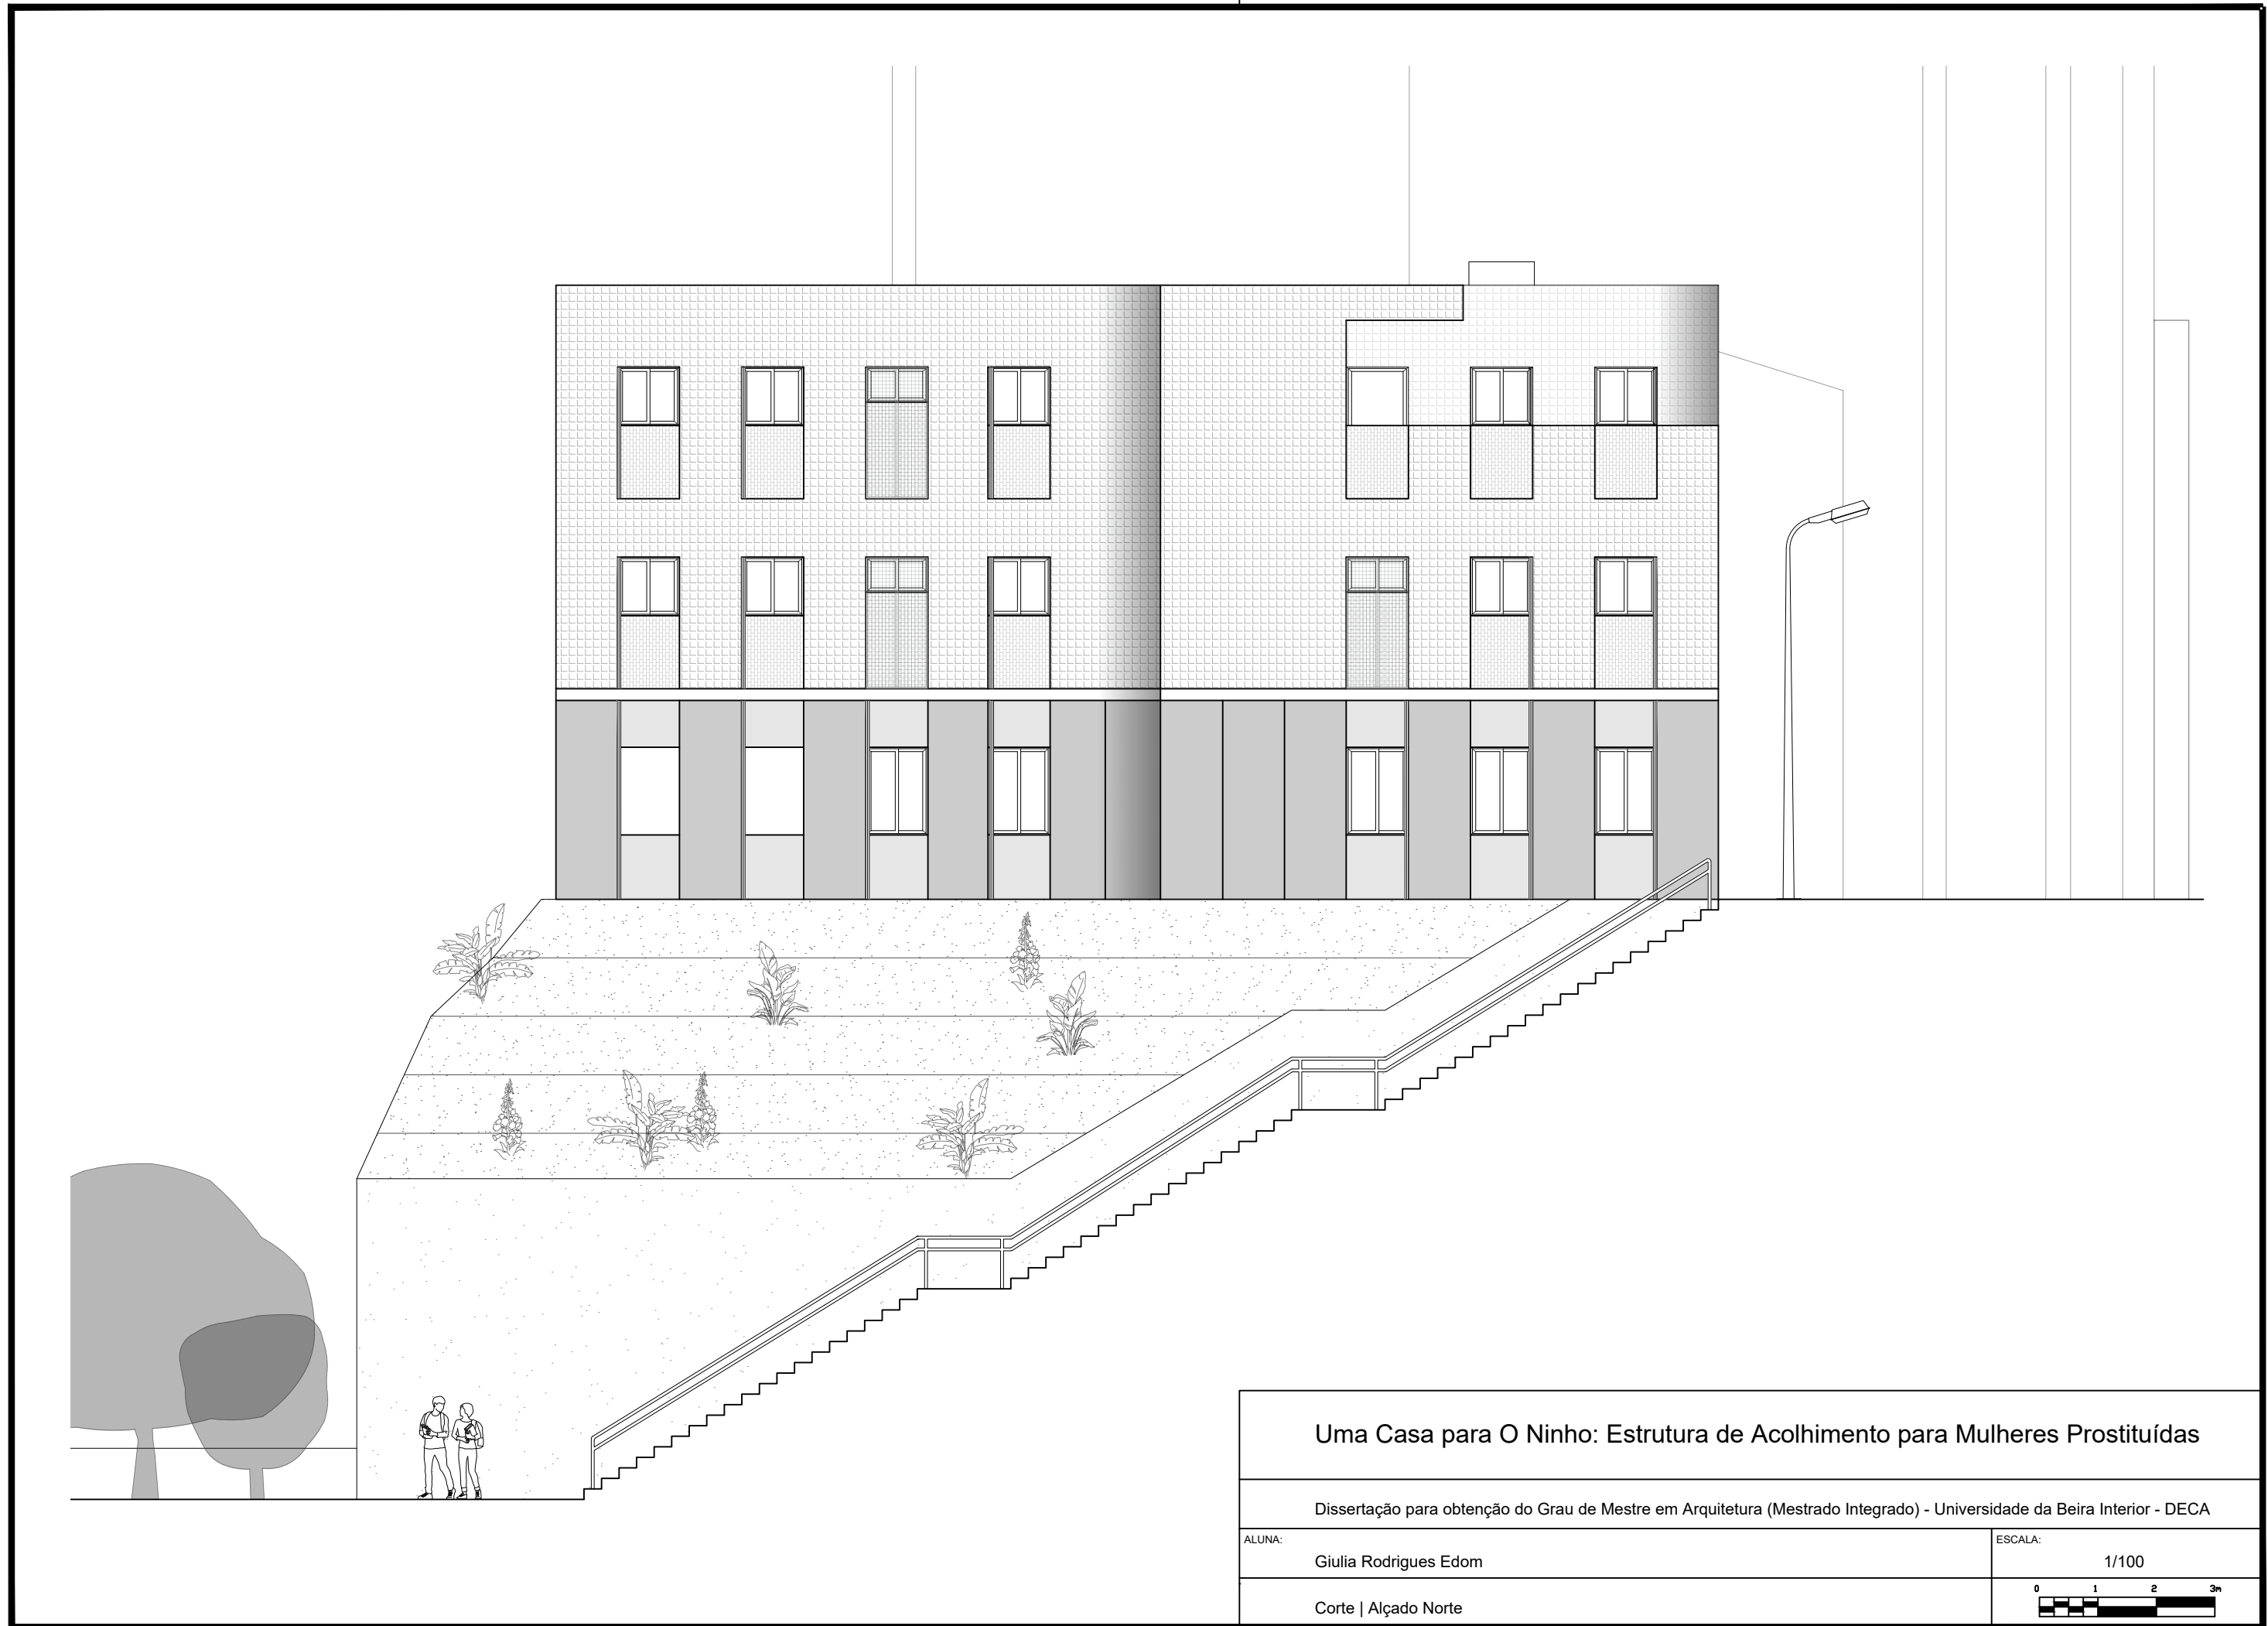 Uma Casa para O Ninho: Estrutura de Acolhimento para Mulheres Prostituídas
Dissertação para obtenção do Grau de Mestre em Arquitetura (Mestrado Integrado) - Universidade da Beira Interior - DECA
ALUNA:
Giulia Rodrigues Edom
ESCALA:
1/100
Corte | Alçado Norte
0 1 2 3m